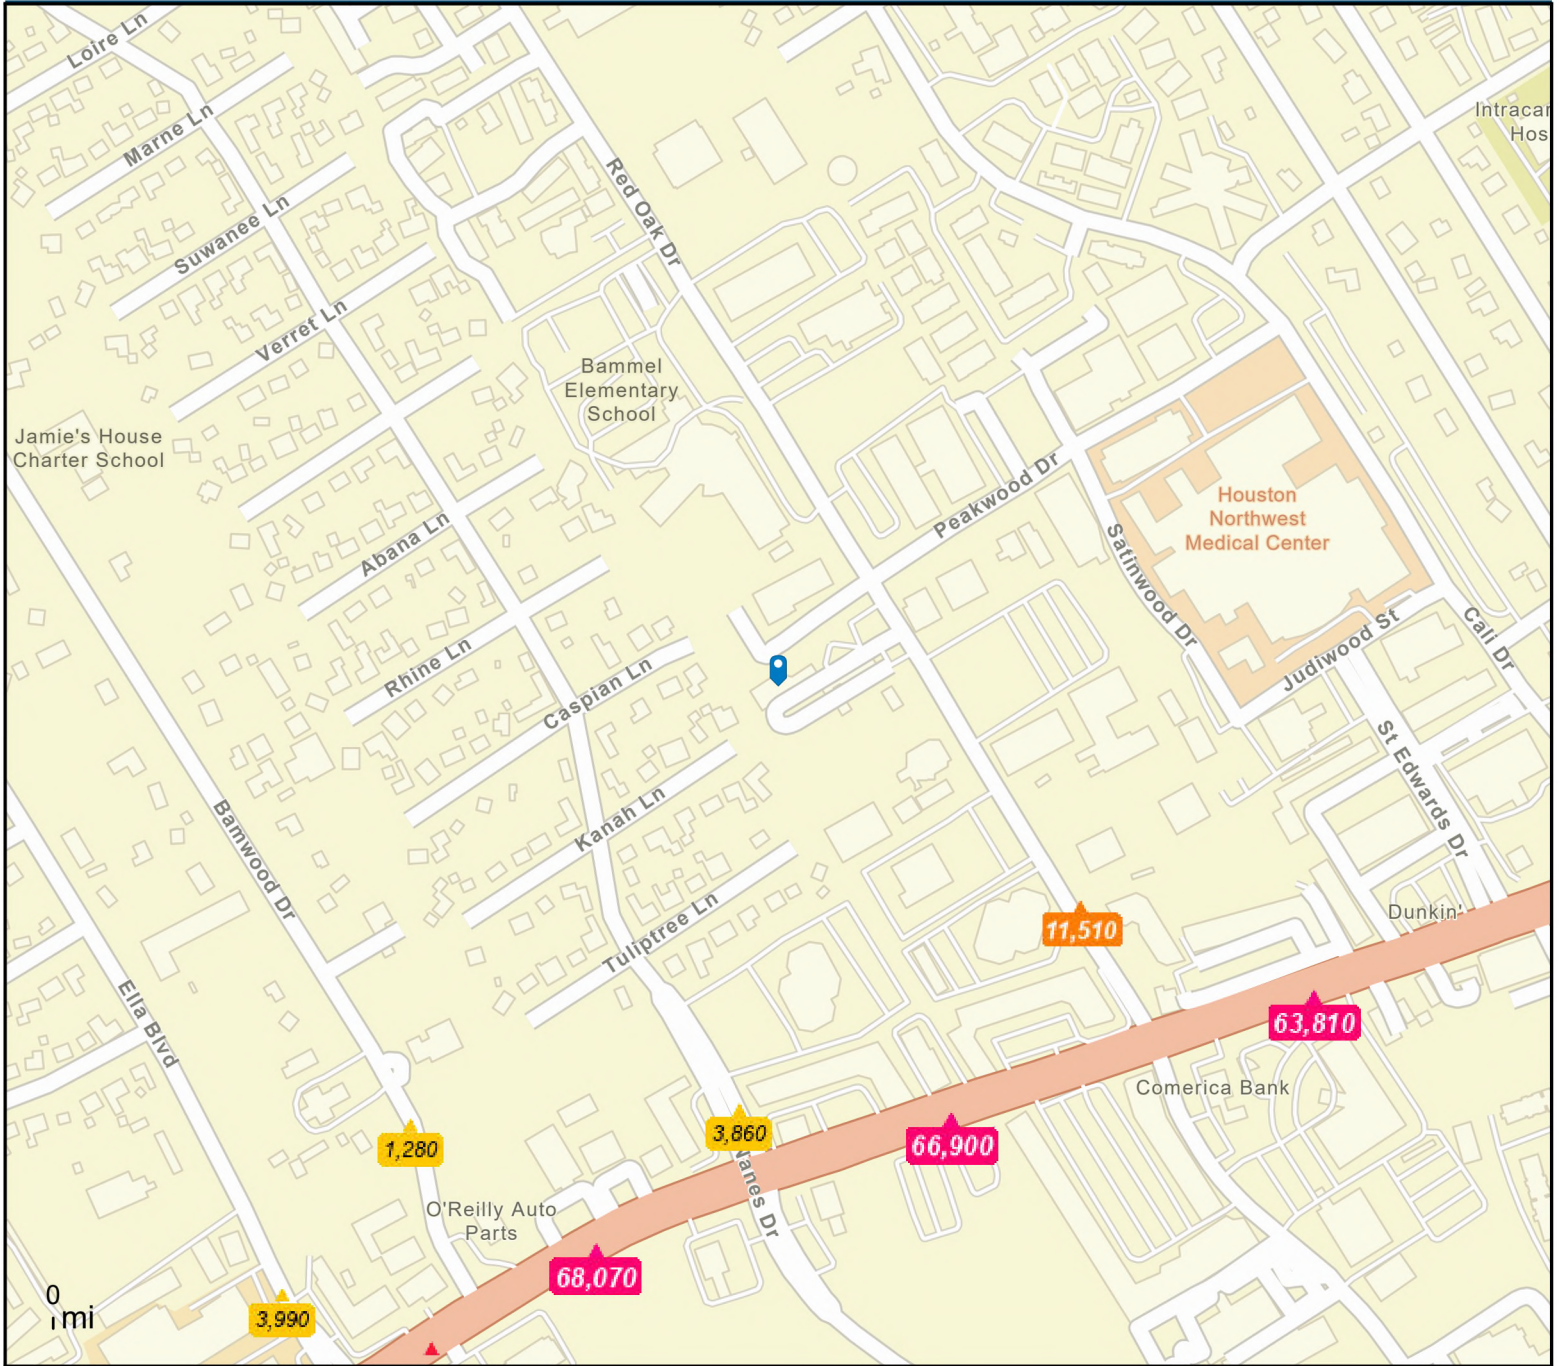 Loire Ln
Marne Ln
Suwanee Ln
Verret Ln
Red Oak Dr
Intracar
Hos
Bammel
Elementary
School
Jamie's House
Charter School
Abana Ln
Peakwood Dr
Houston
Northwest
Medical Center
Satinwood Dr
Rhine Ln
Caspian Ln
Judiwood St
Cali Dr
St Edwards Dr
Kanah Ln
Bamwood Dr
Tuliptree Ln
Dunkin'
11,510
Ella Blvd
63,810
Comerica Bank
3,860
1,280
66,900
Nanes Dr
O'Reilly Auto
Parts
68,070
0
mi
3,990